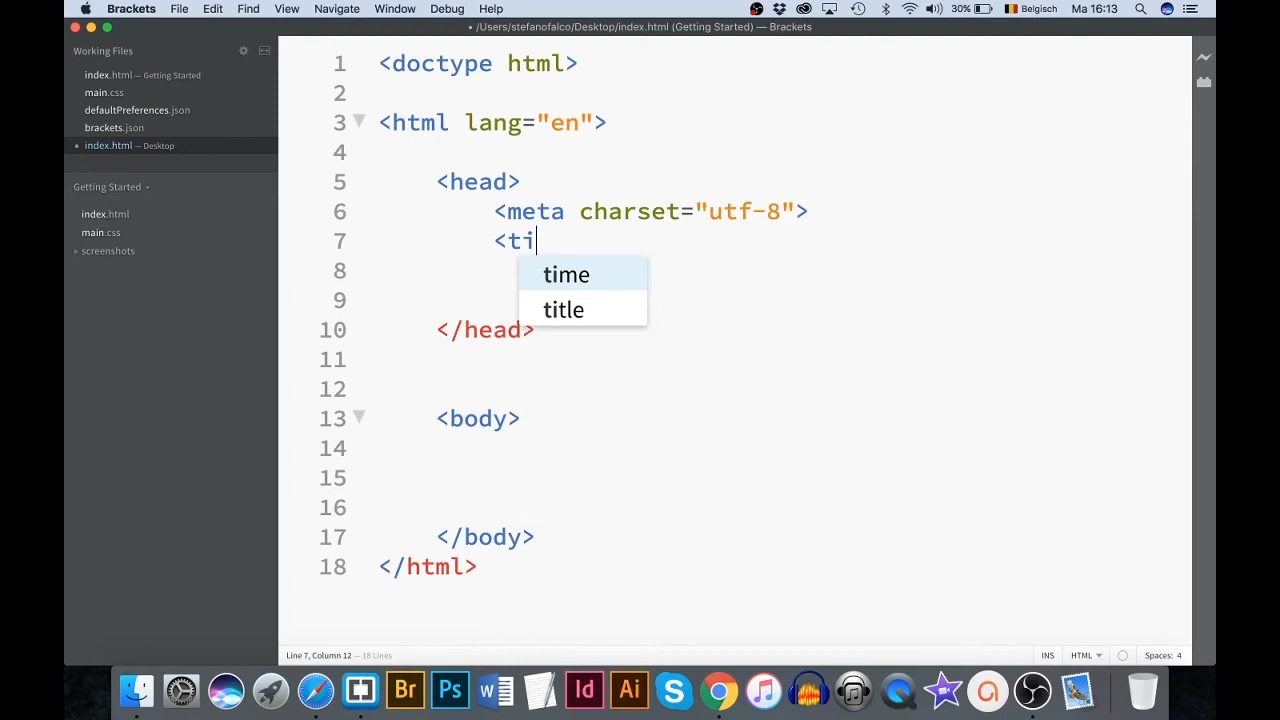 Brackets File Edit Find View Navigate Window Debug Help 30% Belgisch Ma 16:13
• /Users/stefanofalco/Desktop/index.html (Getting Started) — Brackets
Working Files
index.html — Getting Started
main.css
defaultPreferences.json
brackets.json
• index.html — Desktop
Getting Started
index.html
main.css
screenshots
1 <doctype html>
2
3 <html lang="en">
4
5 <head>
6 <meta charset="utf-8">
7 <ti
time
8
title
9
10 </head>
11
12
13 <body>
14
15
16
17 </body>
18 </html>
Line 7, Column 12 — 18 Lines INS HTML Spaces: 4
Br Ps W Id Ai S a